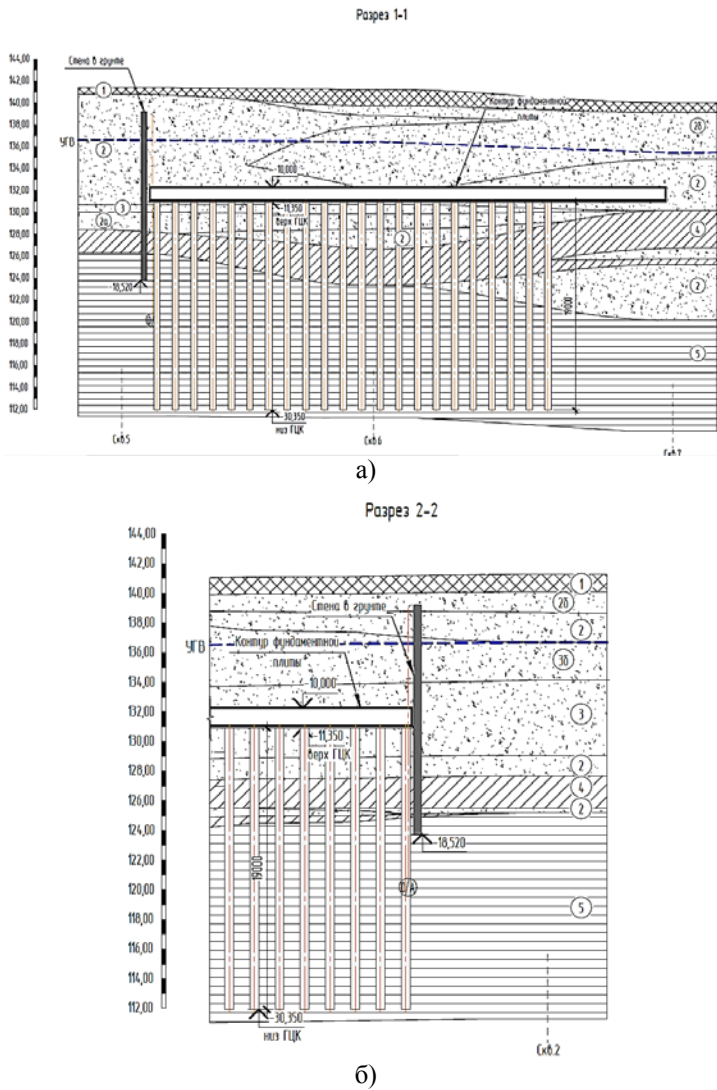 Разрез 1-1
144,00
142,00
140,00
138,00
136,00
134,00
132,00
130,00
128,00
126,00
124,00
122,00
120,00
118,00
116,00
114,00
112,00
Стена в грунте
УГВ
1
2
3
2а
-18,520
-10,000
-11,350
верх ГЦК
2
Контур фундаментной
плиты
2б
2
4
2
5
19000
-30,350
низ ГЦК
Скв.5
Скв.6
Скв.7
а)
Разрез 2-2
144,00
142,00
140,00
138,00
136,00
134,00
132,00
130,00
128,00
126,00
124,00
122,00
120,00
118,00
116,00
114,00
112,00
УГВ
Стена в грунте
Контур фундаментной
плиты
-10,000
-11,350
верх ГЦК
1
2б
2
3б
3
2
4
2
5
-18,520
19000
Ф/А
-30,350
низ ГЦК
Скв.2
б)